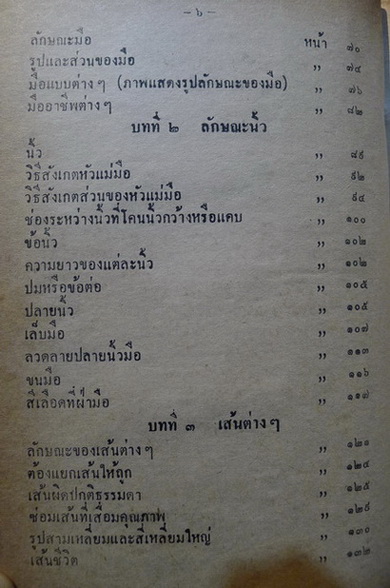 - ๖ -
ลักษณะมือ หน้า ๗๐
รูปและส่วนของมือ ,, ๗๔
มือแบบต่างๆ (ภาพแสดงรูปลักษณะของมือ) ,, ๗๖
มืออาชีพต่างๆ ,, ๘๒
บทที่ ๒ ลักษณะนิ้ว
นิ้ว ,, ๘๙
วิธีสังเกตหัวแม่มือ ,, ๙๒
วิธีสังเกตส่วนของหัวแม่มือ ,, ๙๔
ช่องระหว่างนิ้วที่โคนนิ้วกว้างหรือแคบ ,, ๑๐๐
ข้อนิ้ว ,, ๑๐๒
ความยาวของแต่ละนิ้ว ,, ๑๐๒
ปมหรือข้อต่อ ,, ๑๐๕
ปลายนิ้ว ,, ๑๐๕
เล็บมือ ,, ๑๐๗
ลวดลายปลายนิ้วมือ ,, ๑๑๓
ขนมือ ,, ๑๑๖
สีเลือดที่ฝ่ามือ ,, ๑๑๗
บทที่ ๓ เส้นต่างๆ
ลักษณะของเส้นต่างๆ ,, ๑๒๑
ต้องแยกเส้นให้ถูก ,, ๑๒๔
เส้นผิดปกติธรรมดา ,, ๑๒๕
ซ่อมเส้นที่เสื่อมคุณภาพ ,, ๑๒๙
รูปสามเหลี่ยมและสี่เหลี่ยมใหญ่ ,, ๑๓๐
เส้นชีวิต ,, ๑๓๒